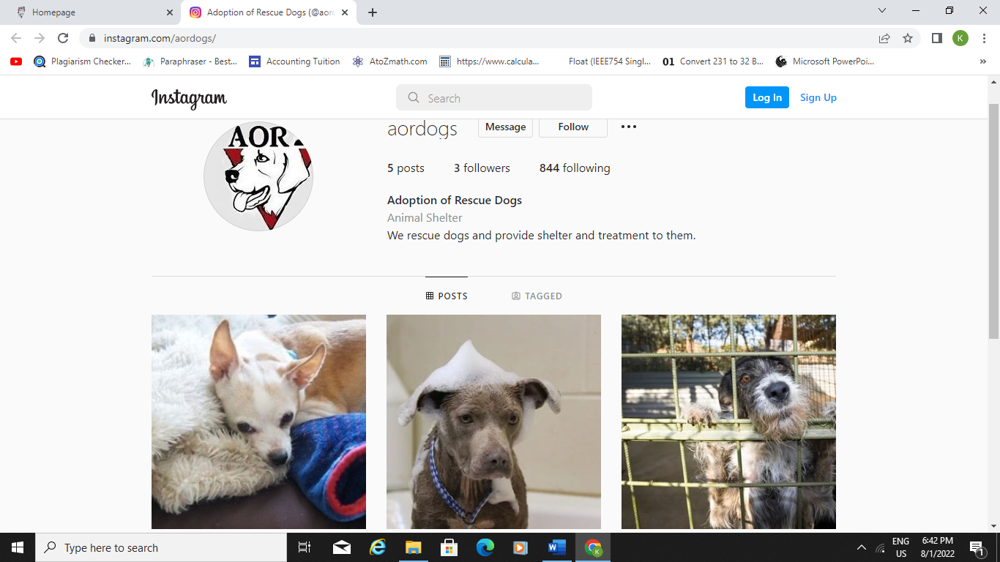 Homepage
Adoption of Rescue Dogs (@aord
instagram.com/aordogs/
K
Plagiarism Checker...
Paraphraser - Best...
Accounting Tuition
AtoZmath.com
https://www.calcula...
Float (IEEE754 Singl...
01 Convert 231 to 32 B...
Microsoft PowerPoi...
»
Instagram
Search
Log In
Sign Up
AOR
aordogs
Message
Follow
5 posts
3 followers
844 following
Adoption of Rescue Dogs
Animal Shelter
We rescue dogs and provide shelter and treatment to them.
POSTS
TAGGED
Type here to search
ENG
US
6:42 PM
8/1/2022
1